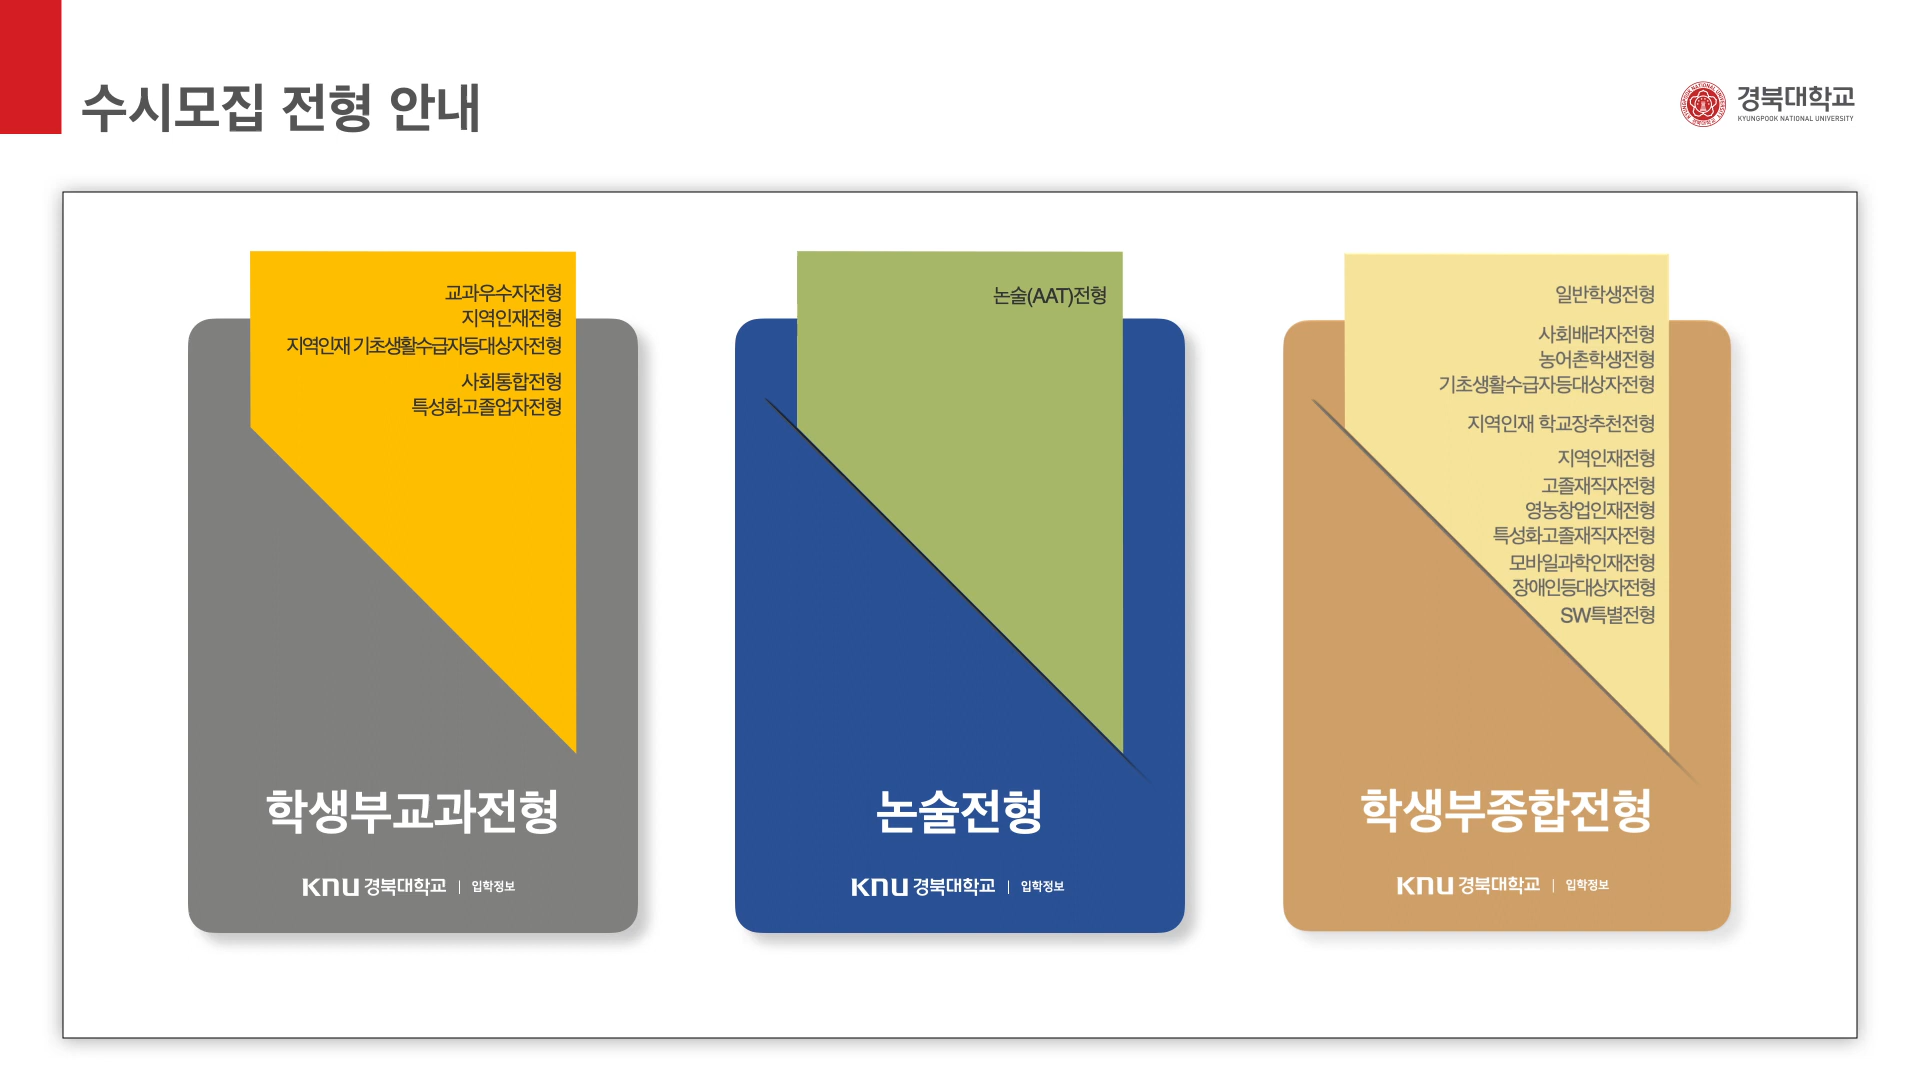 수시모집 전형 안내
경북대학교
KYUNGPOOK NATIONAL UNIVERSITY
교과우수자전형
지역인재전형
지역인재 기초생활수급자등대상자전형
사회통합전형
특성화고졸업자전형
학생부교과전형
KNU 경북대학교 | 입학정보
논술(AAT)전형
논술전형
KNU 경북대학교 | 입학정보
일반학생전형
사회배려자전형
농어촌학생전형
기초생활수급자등대상자전형
지역인재 학교장추천전형
지역인재전형
고졸재직자전형
영농창업인재전형
특성화고졸재직자전형
모바일과학인재전형
장애인등대상자전형
SW특별전형
학생부종합전형
KNU 경북대학교 | 입학정보